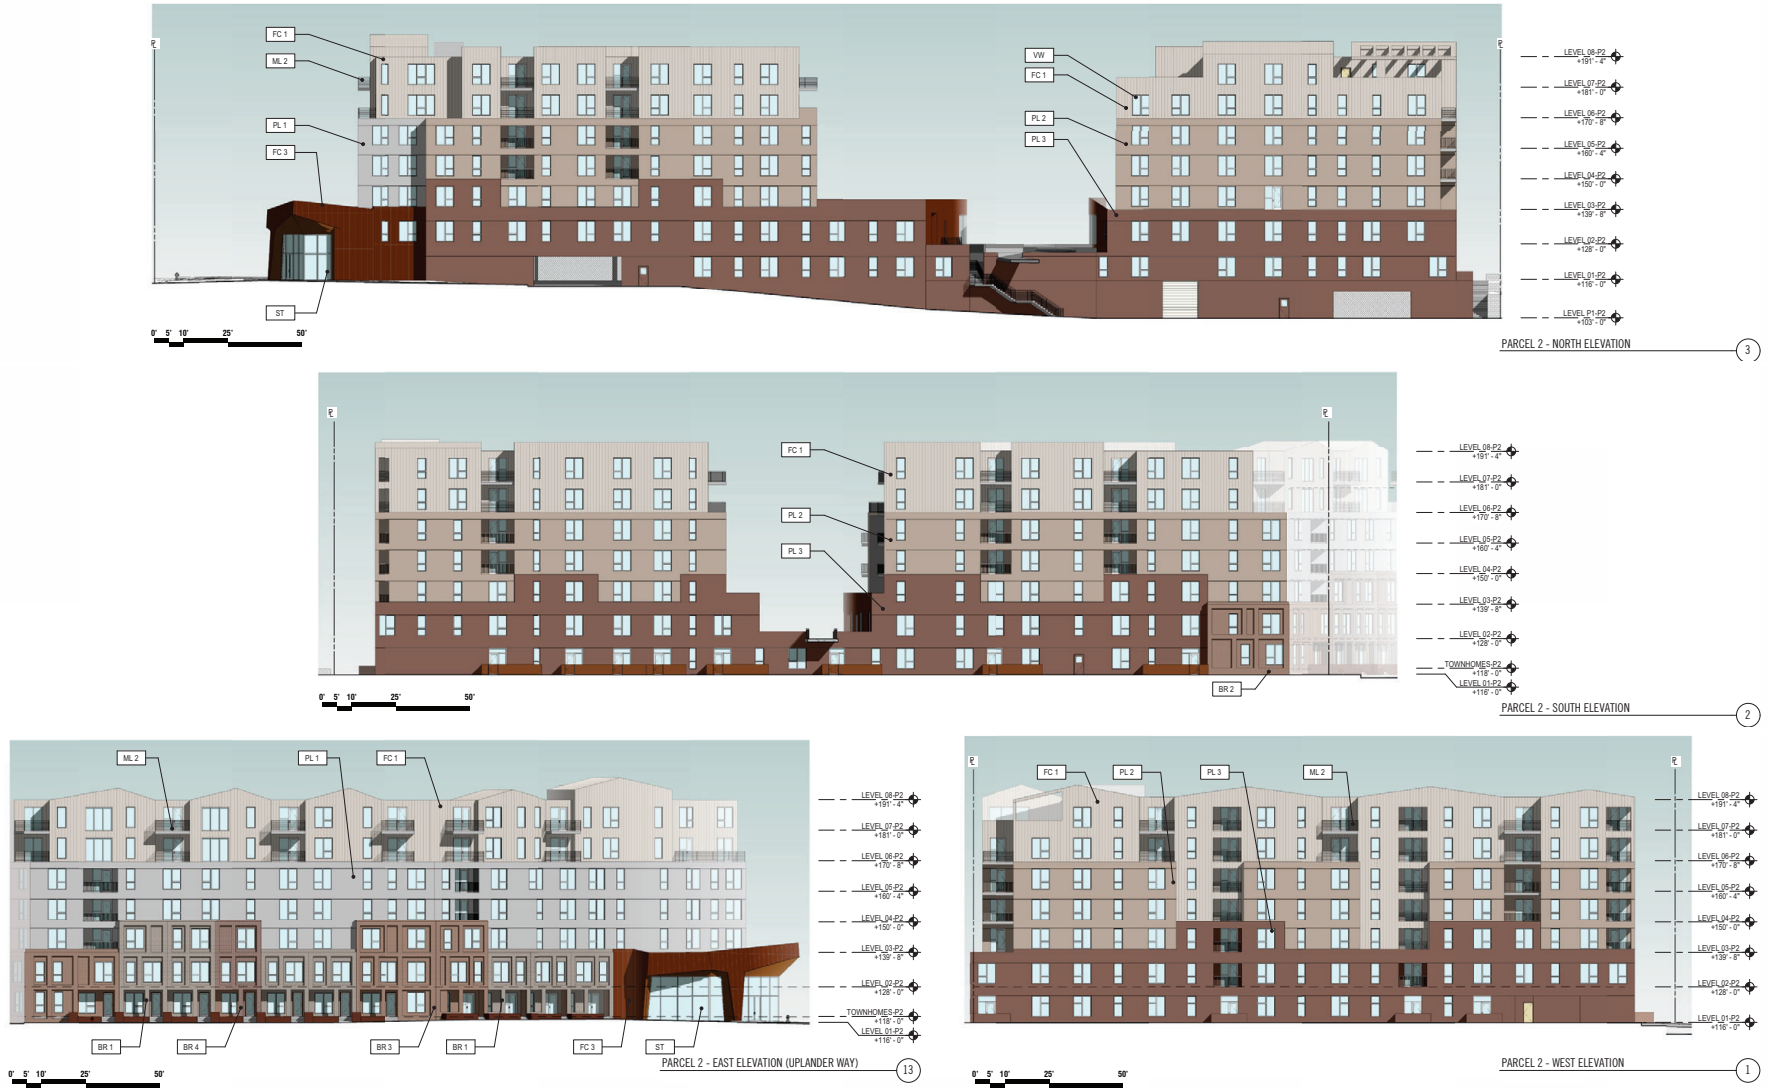 FC 1
ML 2
PL 1
FC 3
ST
VW
FC 1
PL 2
PL 3
LEVEL 08-P2
+191' - 4"
LEVEL 07-P2
+181' - 0"
LEVEL 06-P2
+170' - 8"
LEVEL 05-P2
+160' - 4"
LEVEL 04-P2
+150' - 0"
LEVEL 03-P2
+139' - 8"
LEVEL 02-P2
+128' - 0"
LEVEL 01-P2
+116' - 0"
LEVEL P1-P2
+103' - 0"
0' 5' 10' 25' 50'
PARCEL 2 - NORTH ELEVATION
3
FC 1
PL 2
PL 3
BR 2
LEVEL 08-P2
+191' - 4"
LEVEL 07-P2
+181' - 0"
LEVEL 06-P2
+170' - 8"
LEVEL 05-P2
+160' - 4"
LEVEL 04-P2
+150' - 0"
LEVEL 03-P2
+139' - 8"
LEVEL 02-P2
+128' - 0"
TOWNHOMES-P2
+118' - 0"
LEVEL 01-P2
+116' - 0"
0' 5' 10' 25' 50'
PARCEL 2 - SOUTH ELEVATION
2
ML 2
PL 1
FC 1
BR 1
BR 4
BR 3
BR 1
FC 3
ST
LEVEL 08-P2
+191' - 4"
LEVEL 07-P2
+181' - 0"
LEVEL 06-P2
+170' - 8"
LEVEL 05-P2
+160' - 4"
LEVEL 04-P2
+150' - 0"
LEVEL 03-P2
+139' - 8"
LEVEL 02-P2
+128' - 0"
TOWNHOMES-P2
+118' - 0"
LEVEL 01-P2
+116' - 0"
0' 5' 10' 25' 50'
PARCEL 2 - EAST ELEVATION (UPLANDER WAY)
13
FC 1
PL 2
PL 3
ML 2
LEVEL 08-P2
+191' - 4"
LEVEL 07-P2
+181' - 0"
LEVEL 06-P2
+170' - 8"
LEVEL 05-P2
+160' - 4"
LEVEL 04-P2
+150' - 0"
LEVEL 03-P2
+139' - 8"
LEVEL 02-P2
+128' - 0"
LEVEL 01-P2
+116' - 0"
0' 5' 10' 25' 50'
PARCEL 2 - WEST ELEVATION
1